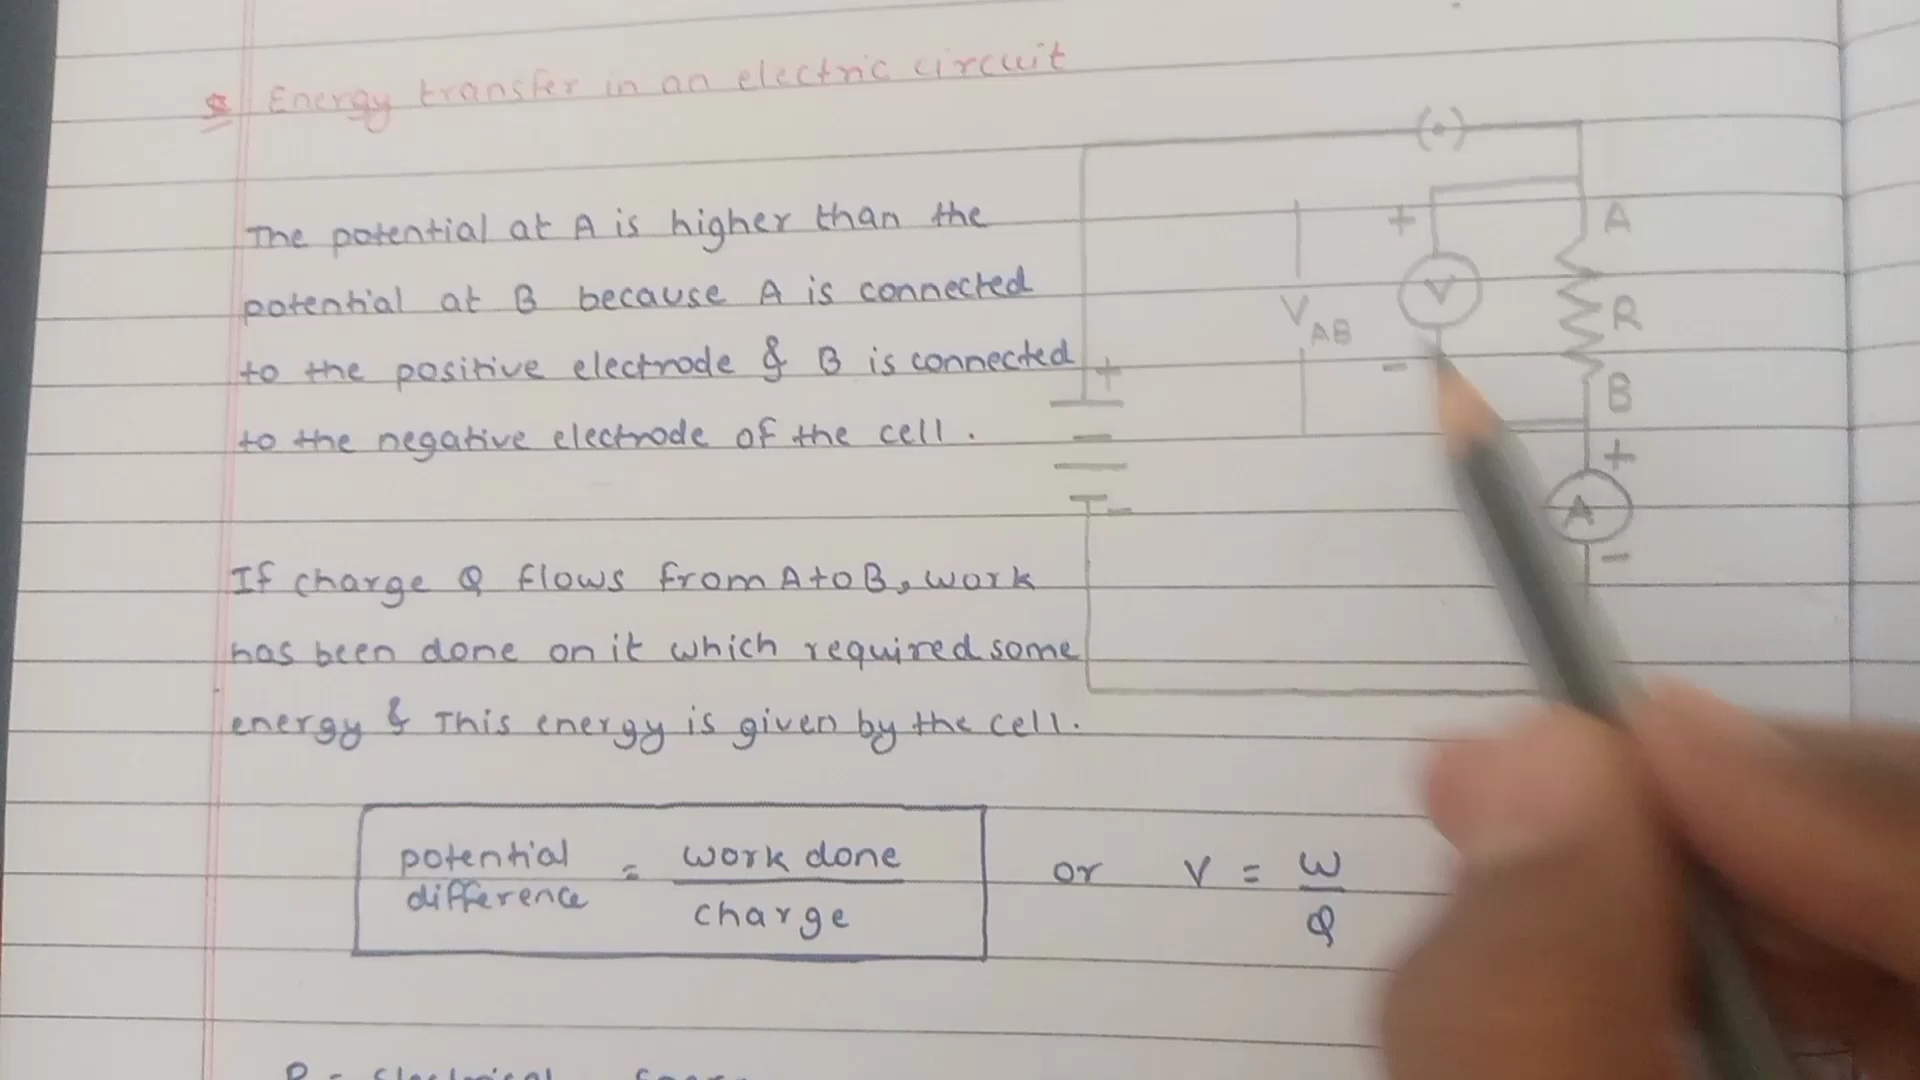 * Energy transfer in an electric circuit
The potential at A is higher than the
potential at B because A is connected
to the positive electrode & B is connected
to the negative electrode of the cell.
If charge Q flows from A to B, work
has been done on it which required some
energy & This energy is given by the cell.
potential difference = work done / charge
or V = W / Q
(•)
+
V
-
V AB
A
R
B
+
A
-
+
-